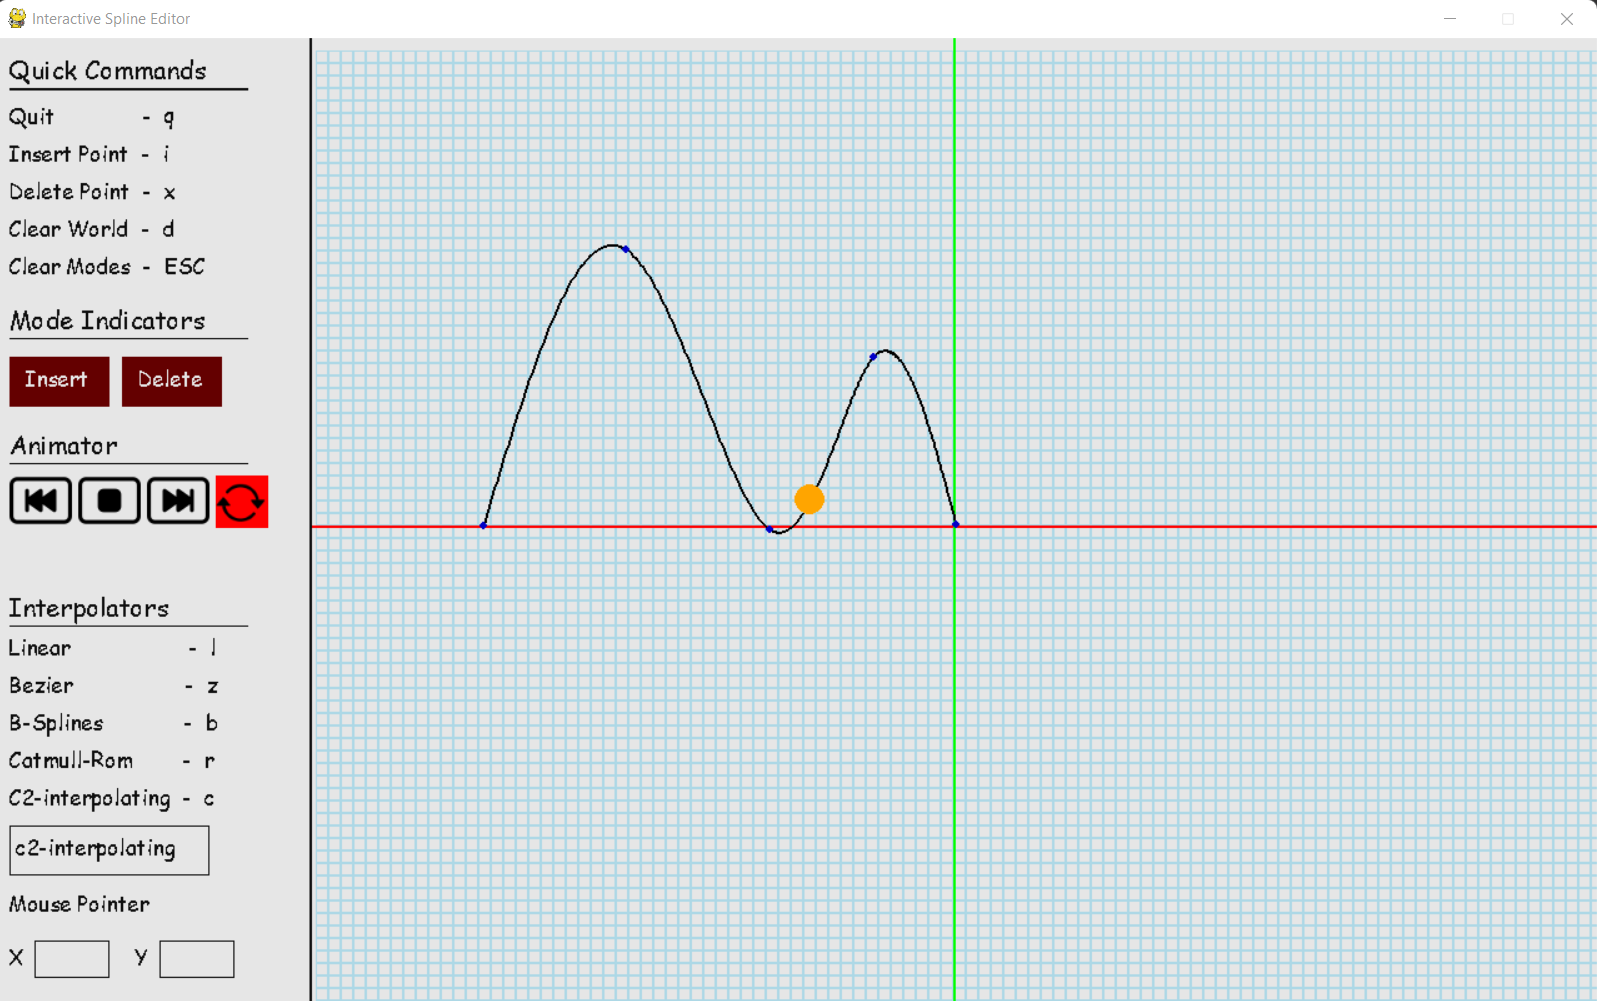 Interactive Spline Editor
Quick Commands
Quit - q
Insert Point - i
Delete Point - x
Clear World - d
Clear Modes - ESC
Mode Indicators
Insert Delete
Animator
Interpolators
Linear - l
Bezier - z
B-Splines - b
Catmull-Rom - r
C2-interpolating - c
c2-interpolating
Mouse Pointer
X Y